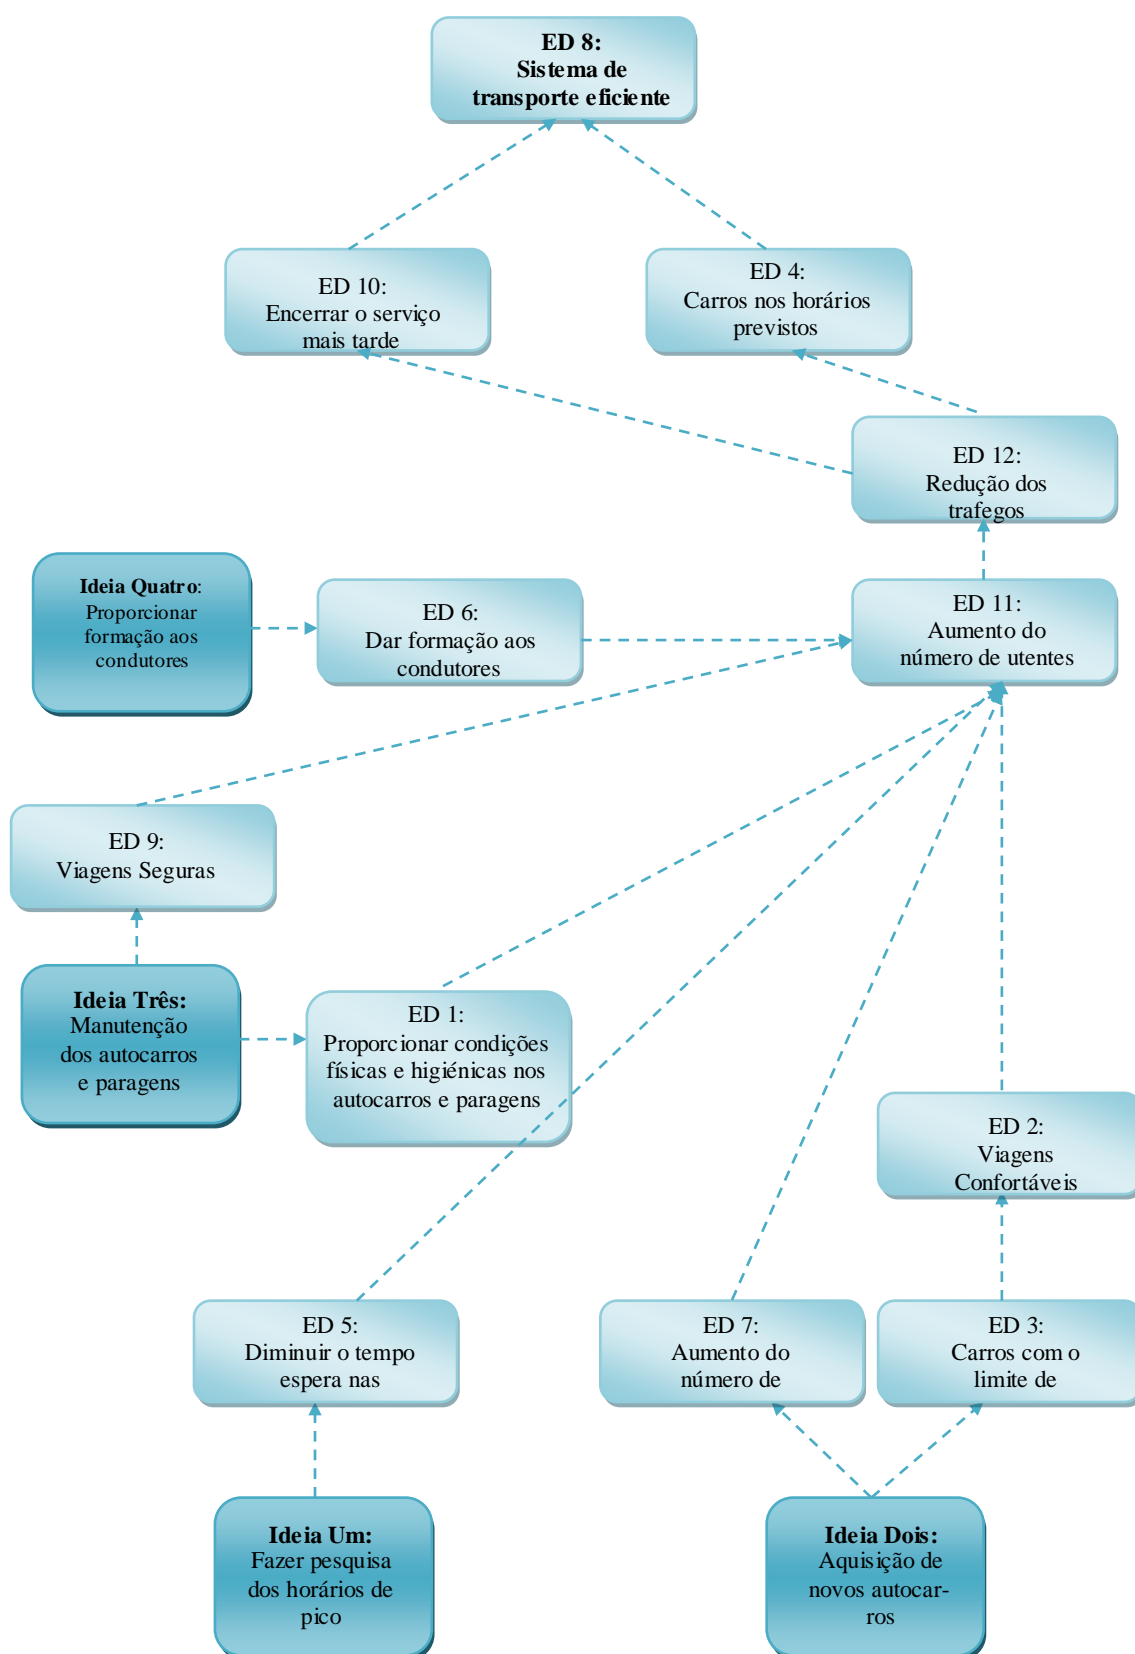 ED 8:
Sistema de
transporte eficiente
ED 10:
Encerrar o serviço
mais tarde
ED 4:
Carros nos horários
previstos
ED 12:
Redução dos
trafegos
Ideia Quatro:
Proporcionar
formação aos
condutores
ED 6:
Dar formação aos
condutores
ED 11:
Aumento do
número de utentes
ED 9:
Viagens Seguras
Ideia Três:
Manutenção
dos autocarros
e paragens
ED 1:
Proporcionar condições
físicas e higiénicas nos
autocarros e paragens
ED 2:
Viagens
Confortáveis
ED 5:
Diminuir o tempo
espera nas
ED 7:
Aumento do
número de
ED 3:
Carros com o
limite de
Ideia Um:
Fazer pesquisa
dos horários de
pico
Ideia Dois:
Aquisição de
novos autocar-
ros